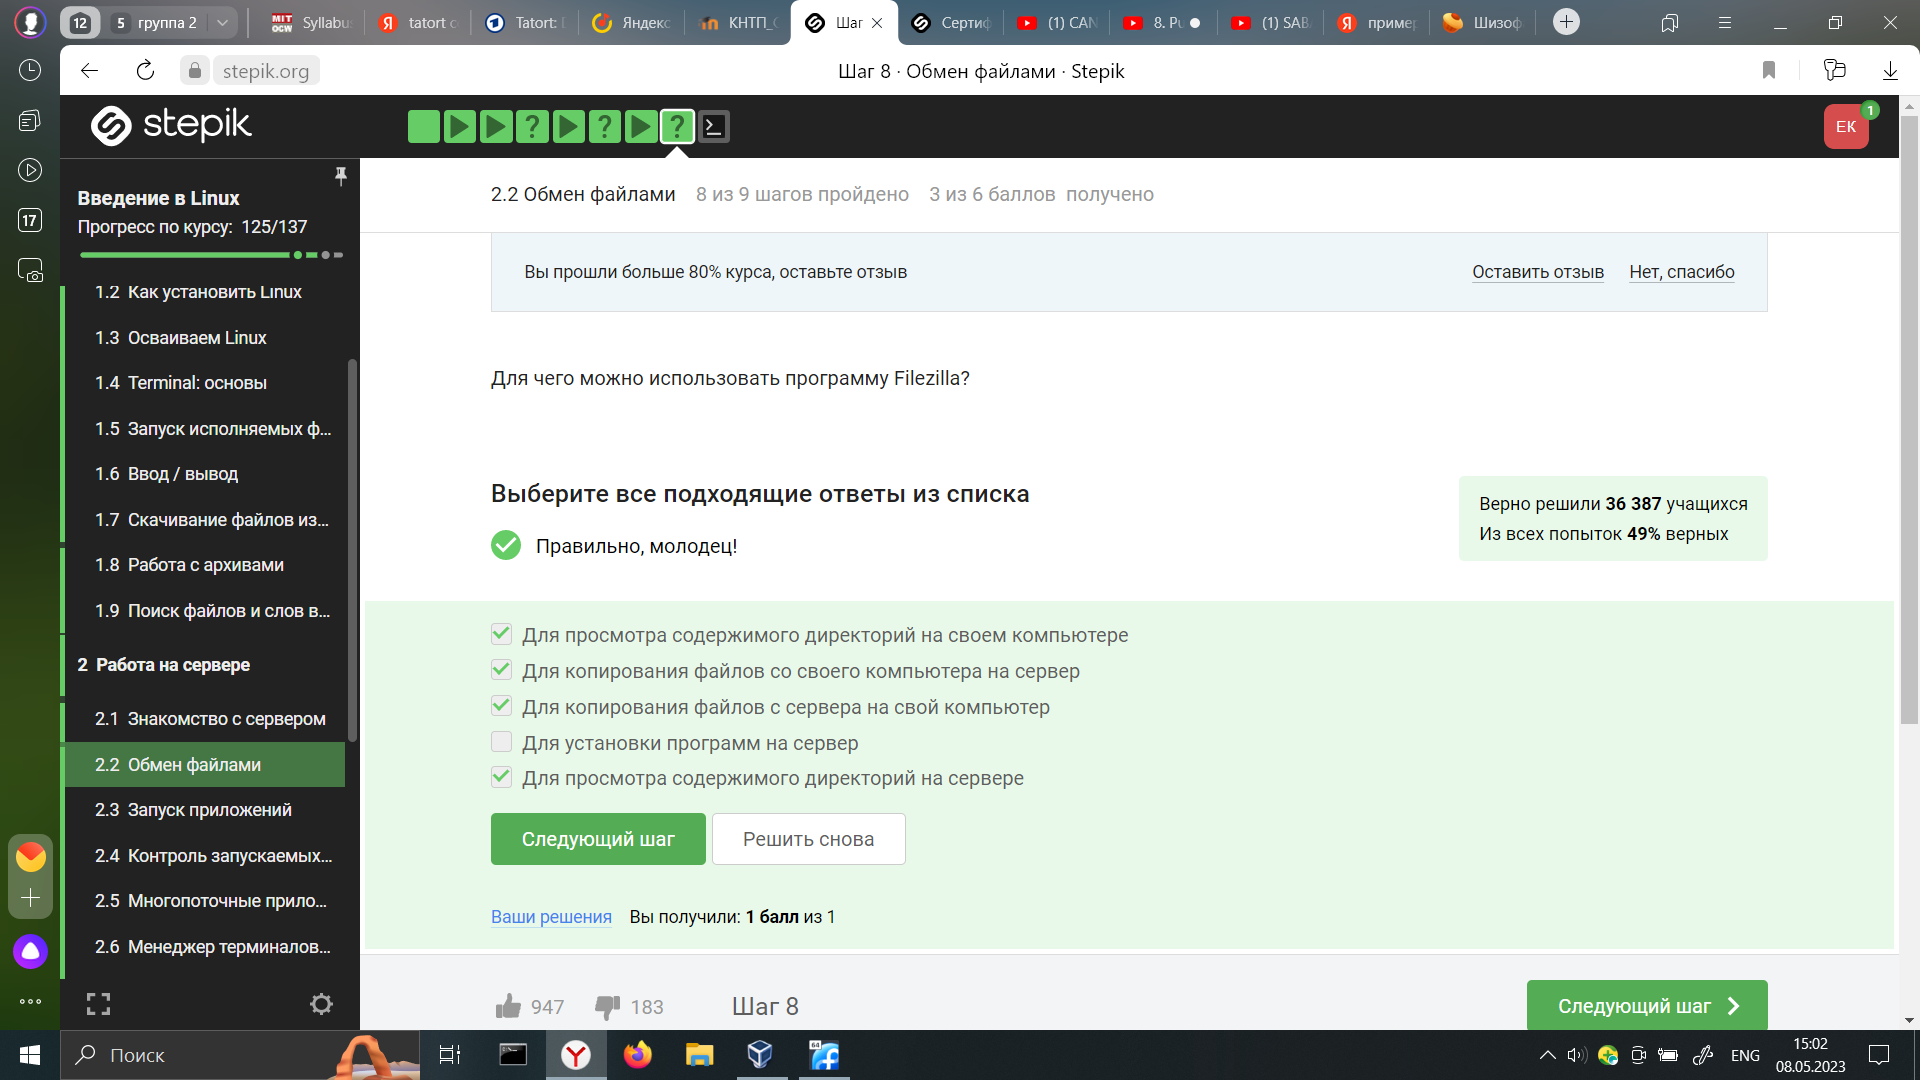 12
5 группа 2
MIT OCW Syllabu
tatort с
Tatort:
Яндекс
КНТП_
Шаг
Сертиф
(1) CAN
8. Pu
(1) SAB
пример
Шизоф
stepik.org
Шаг 8 · Обмен файлами · Stepik
17
stepik
ЕК
1
Введение в Linux
Прогресс по курсу: 125/137
1.2 Как установить Linux
1.3 Осваиваем Linux
1.4 Terminal: основы
1.5 Запуск исполняемых ф...
1.6 Ввод / вывод
1.7 Скачивание файлов из...
1.8 Работа с архивами
1.9 Поиск файлов и слов в...
2 Работа на сервере
2.1 Знакомство с сервером
2.2 Обмен файлами
2.3 Запуск приложений
2.4 Контроль запускаемых...
2.5 Многопоточные прило...
2.6 Менеджер терминалов...
2.2 Обмен файлами 8 из 9 шагов пройдено 3 из 6 баллов получено
Вы прошли больше 80% курса, оставьте отзыв
Оставить отзыв
Нет, спасибо
Для чего можно использовать программу Filezilla?
Выберите все подходящие ответы из списка
Правильно, молодец!
Верно решили 36 387 учащихся
Из всех попыток 49% верных
Для просмотра содержимого директорий на своем компьютере
Для копирования файлов со своего компьютера на сервер
Для копирования файлов с сервера на свой компьютер
Для установки программ на сервер
Для просмотра содержимого директорий на сервере
Следующий шаг
Решить снова
Ваши решения Вы получили: 1 балл из 1
947 183 Шаг 8
Следующий шаг
Поиск
64
ENG
15:02
08.05.2023